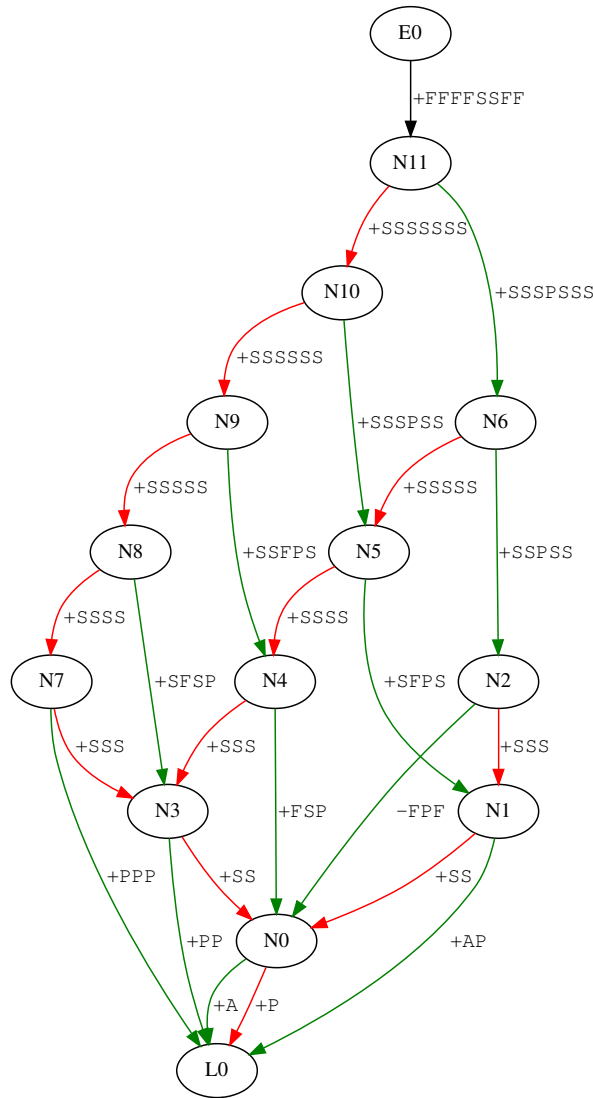 E0
+FFFFSSFF
N11
+SSSSSSS
N10
+SSSPSSS
+SSSSSS
N9
+SSSPSS
N6
+SSSSS
+SSFPS
+SSSSS
+SSPSS
N8
N5
+SSSS
+SFSP
+SSSS
+SFPS
N7
N4
N2
+SSS
+SSS
+SSS
N3
+FSP
-FPF
N1
+PPP
+SS
+SS
+PP
N0
+AP
+A
+P
L0